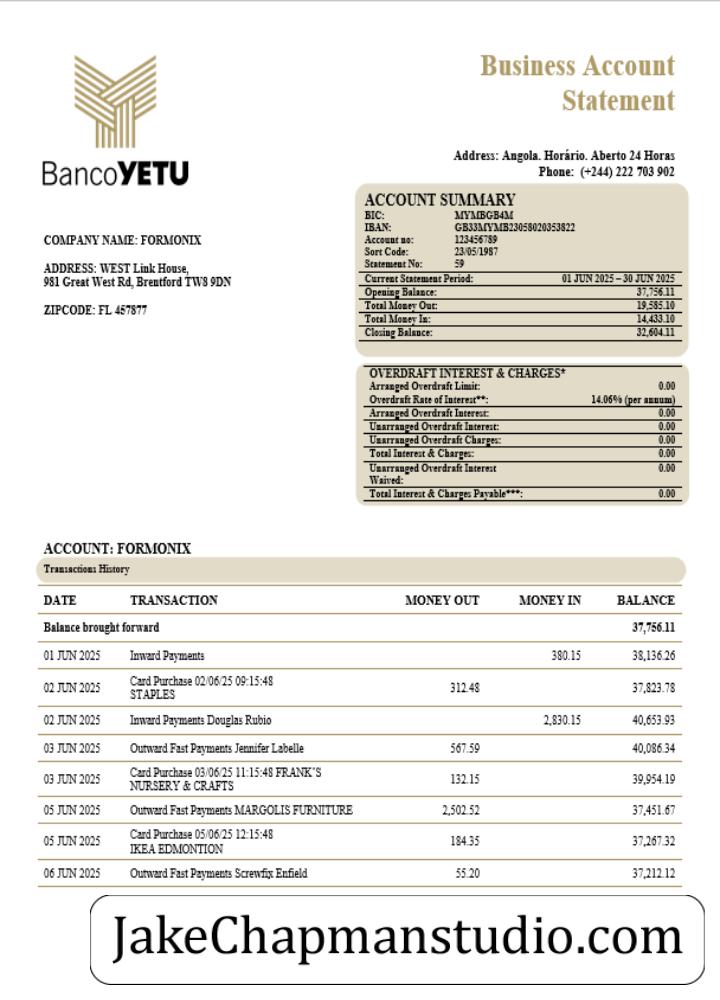 Business Account
Statement
BancoYETU
Address: Angola. Horário. Aberto 24 Horas
Phone: (+244) 222 703 902
COMPANY NAME: FORMONIX
ADDRESS: WEST Link House,
981 Great West Rd, Brentford TW8 9DN
ZIPCODE: FL 457877
ACCOUNT SUMMARY
BIC: MYMBGB4M
IBAN: GB33MYMB23058020353822
Account no: 123456789
Sort Code: 23/05/1987
Statement No: 59
Current Statement Period: 01 JUN 2025 – 30 JUN 2025
Opening Balance: 37,756.11
Total Money Out: 19,585.10
Total Money In: 14,433.10
Closing Balance: 32,604.11
OVERDRAFT INTEREST & CHARGES*
Arranged Overdraft Limit: 0.00
Overdraft Rate of Interest**: 14.06% (per annum)
Arranged Overdraft Interest: 0.00
Unarranged Overdraft Interest: 0.00
Unarranged Overdraft Charges: 0.00
Total Interest & Charges: 0.00
Unarranged Overdraft Interest 0.00
Waived:
Total Interest & Charges Payable***: 0.00
ACCOUNT: FORMONIX
Transactions History
DATE TRANSACTION MONEY OUT MONEY IN BALANCE
Balance brought forward 37,756.11
01 JUN 2025 Inward Payments 380.15 38,136.26
02 JUN 2025 Card Purchase 02/06/25 09:15:48 312.48 37,823.78
STAPLES
02 JUN 2025 Inward Payments Douglas Rubio 2,830.15 40,653.93
03 JUN 2025 Outward Fast Payments Jennifer Labelle 567.59 40,086.34
03 JUN 2025 Card Purchase 03/06/25 11:15:48 FRANK'S 132.15 39,954.19
NURSERY & CRAFTS
05 JUN 2025 Outward Fast Payments MARGOLIS FURNITURE 2,502.52 37,451.67
05 JUN 2025 Card Purchase 05/06/25 12:15:48 184.35 37,267.32
IKEA EDMONTION
06 JUN 2025 Outward Fast Payments Screwfix Enfield 55.20 37,212.12
JakeChapmanstudio.com